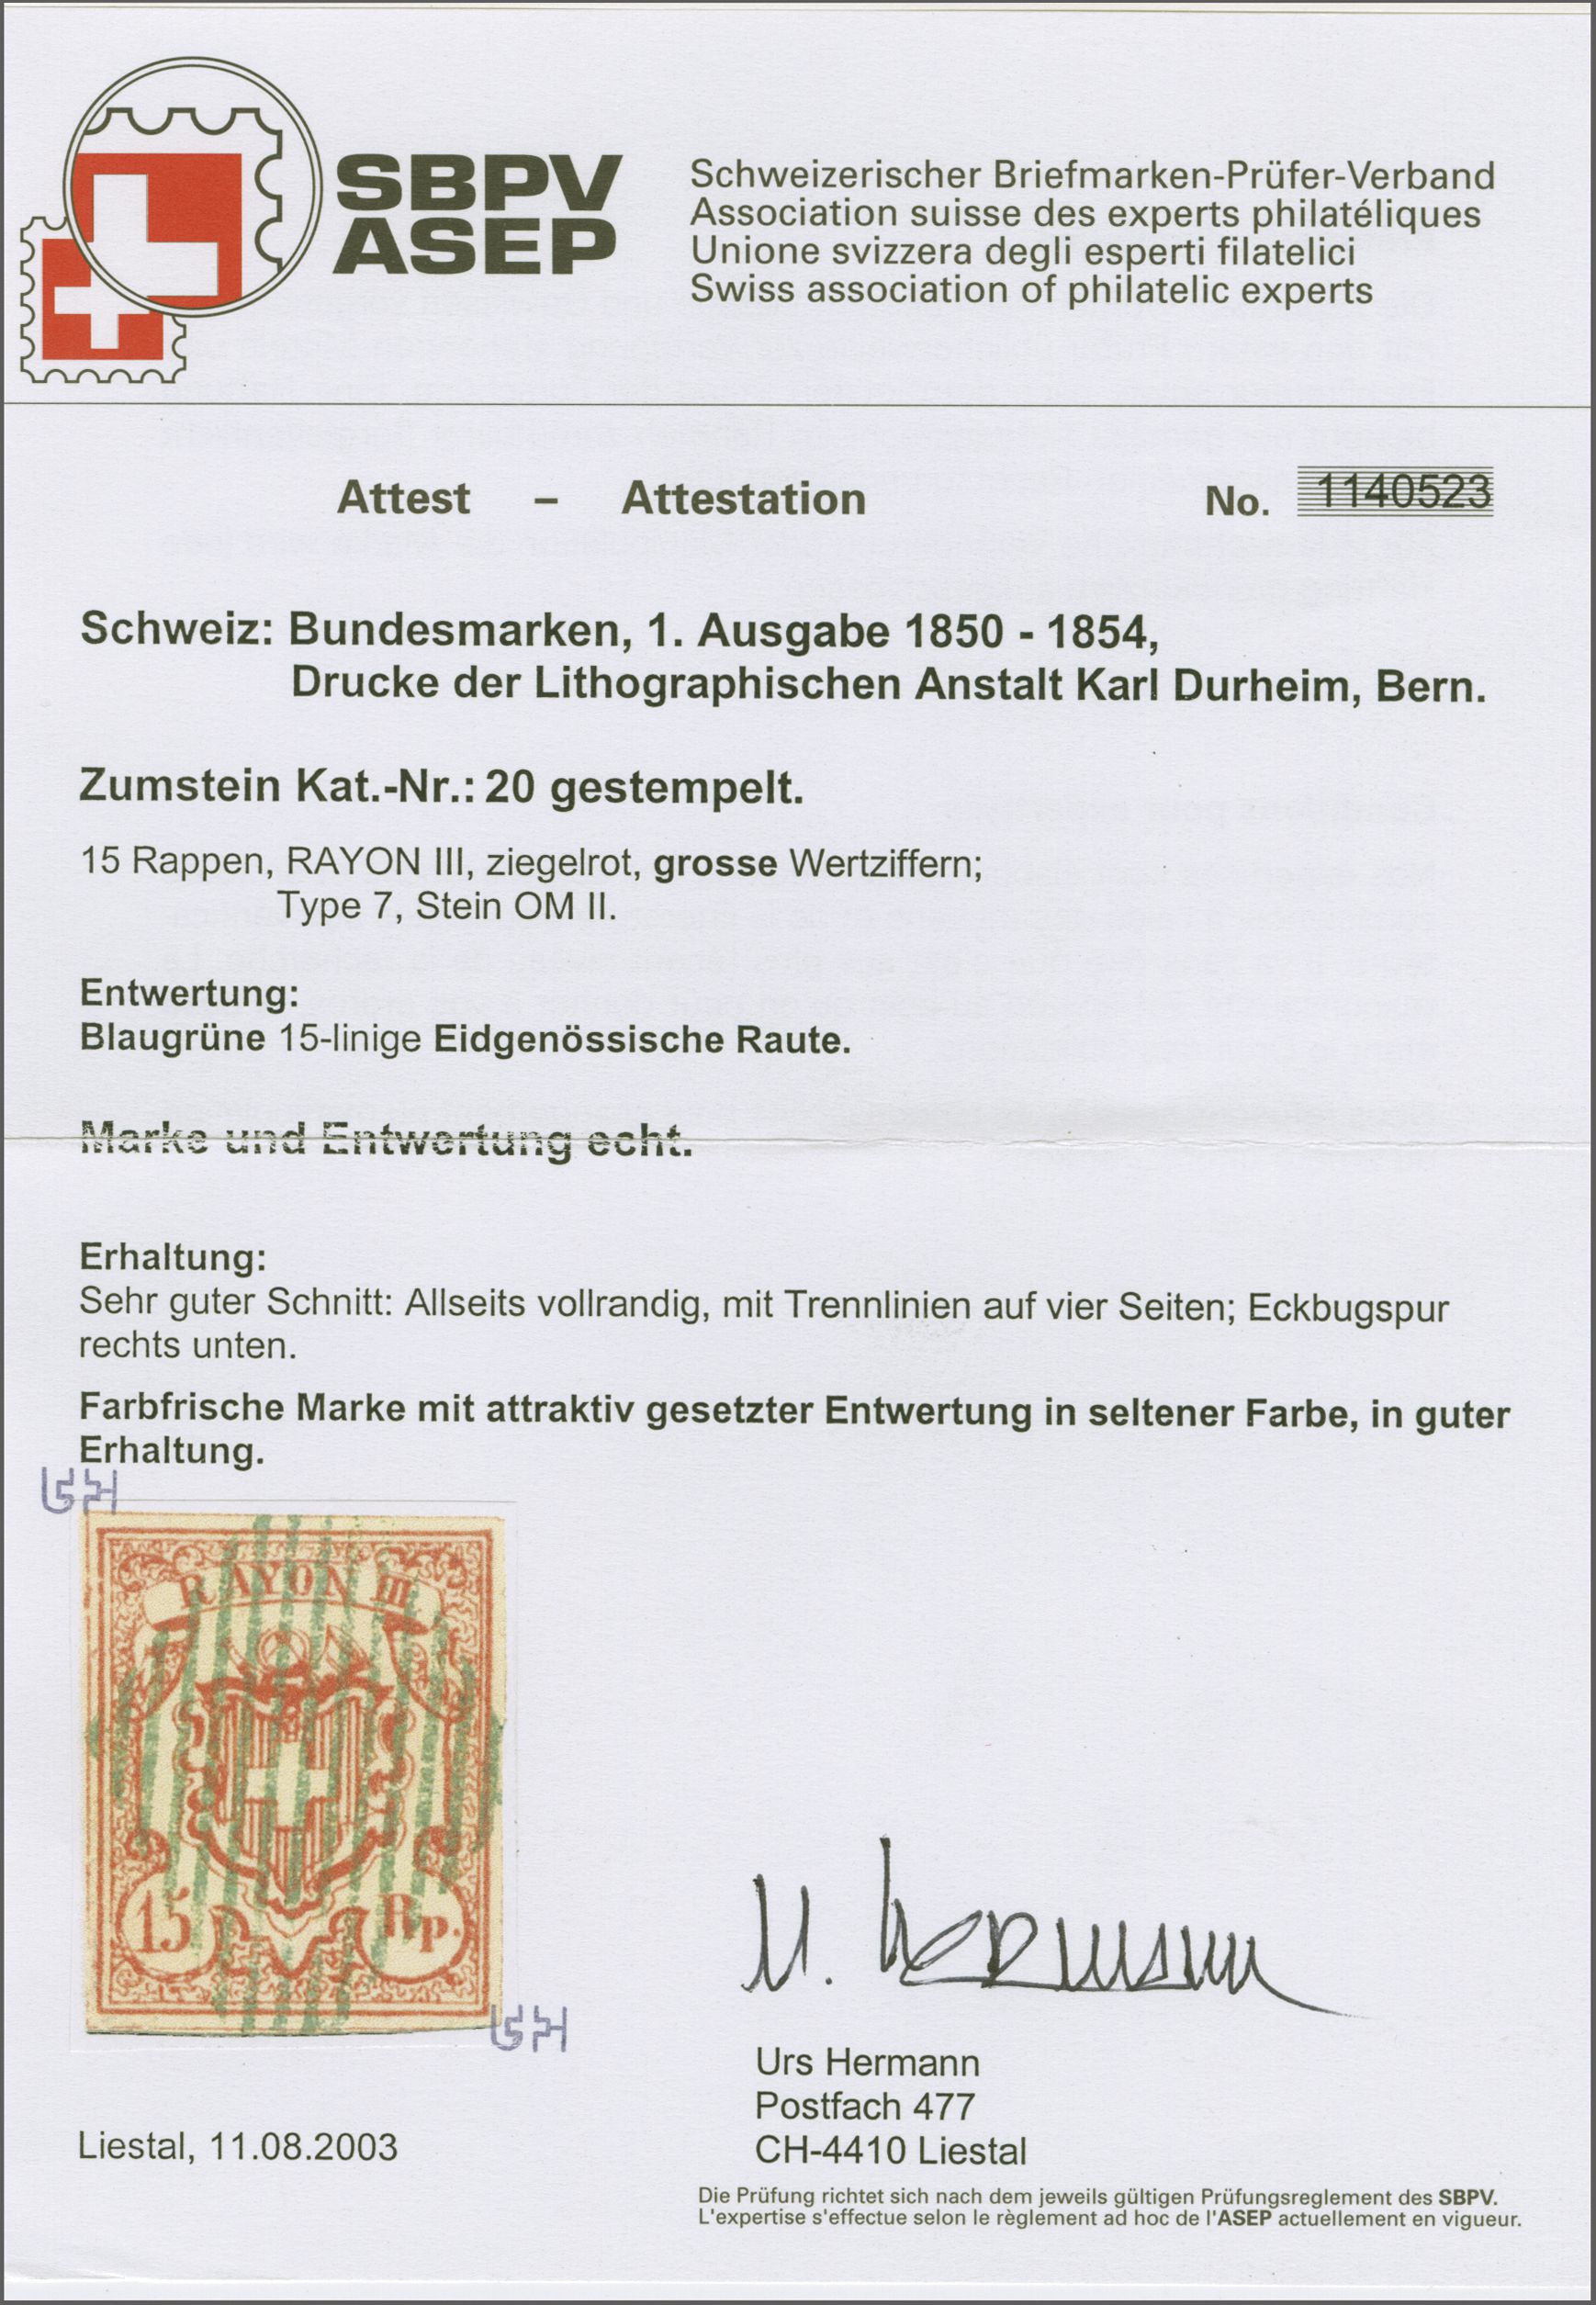 SBPV
ASEP
Schweizerischer Briefmarken-Prüfer-Verband
Association suisse des experts philatéliques
Unione svizzera degli esperti filatelici
Swiss association of philatelic experts
Attest – Attestation No. 1140523
Schweiz: Bundesmarken, 1. Ausgabe 1850 - 1854,
Drucke der Lithographischen Anstalt Karl Durheim, Bern.
Zumstein Kat.-Nr.: 20 gestempelt.
15 Rappen, RAYON III, ziegelrot, grosse Wertziffern;
Type 7, Stein OM II.
Entwertung:
Blaugrüne 15-linige Eidgenössische Raute.
Marke und Entwertung echt.
Erhaltung:
Sehr guter Schnitt: Allseits vollrandig, mit Trennlinien auf vier Seiten; Eckbugspur
rechts unten.
Farbfrische Marke mit attraktiv gesetzter Entwertung in seltener Farbe, in guter
Erhaltung.
RAYON III
15 Rp.
U. Hermann
Urs Hermann
Postfach 477
CH-4410 Liestal
Liestal, 11.08.2003
Die Prüfung richtet sich nach dem jeweils gültigen Prüfungsreglement des SBPV.
L'expertise s'effectue selon le règlement ad hoc de l'ASEP actuellement en vigueur.